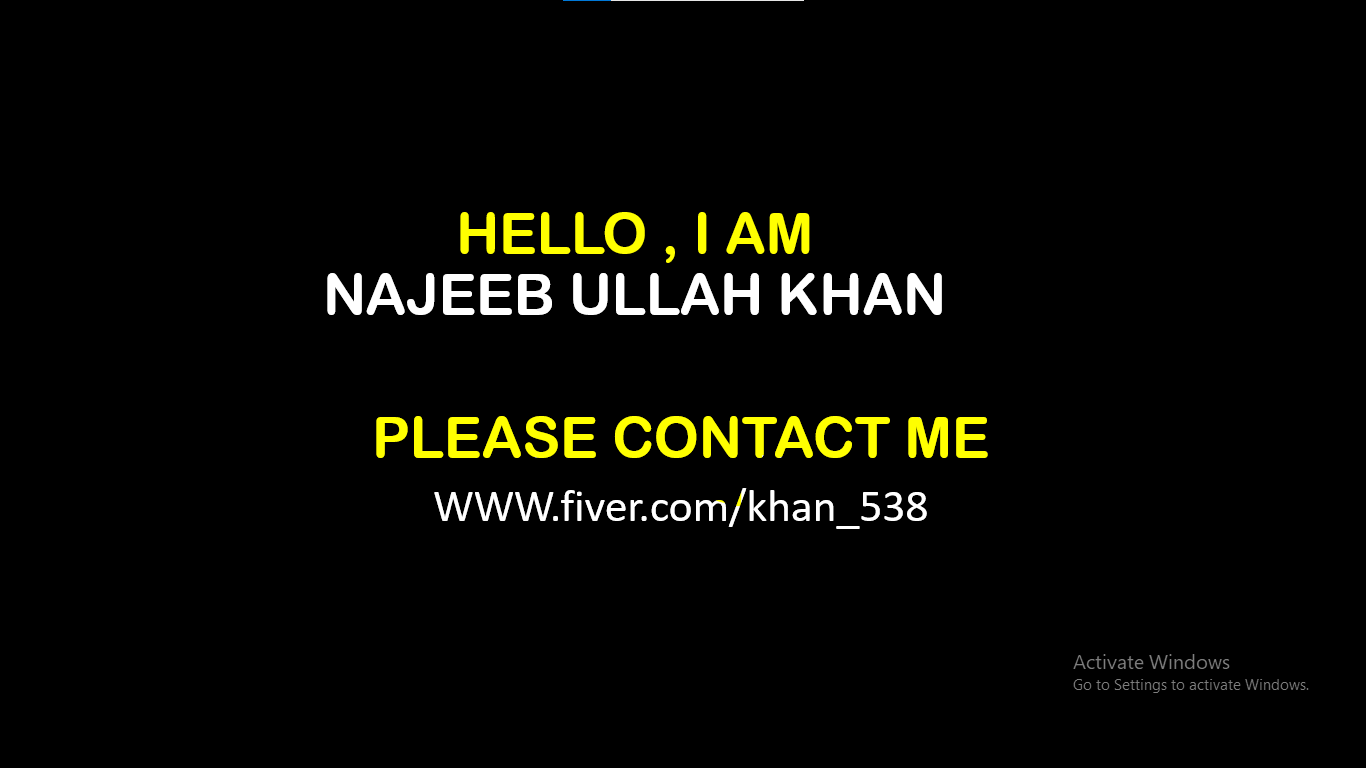 HELLO , I AM
NAJEEB ULLAH KHAN
PLEASE CONTACT ME
WWW.fiver.com/khan_538
Activate Windows
Go to Settings to activate Windows.